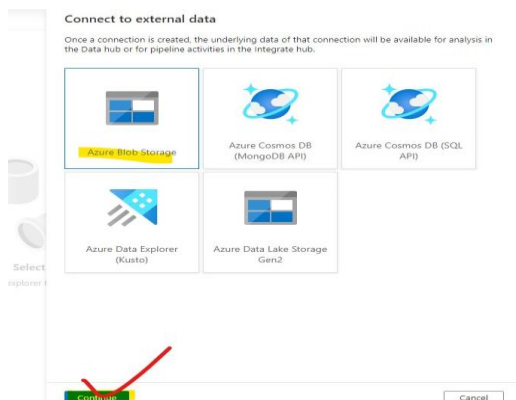 Connect to external data
Once a connection is created, the underlying data of that connection will be available for analysis in
the Data hub or for pipeline activities in the Integrate hub.
Azure Blob Storage
Azure Cosmos DB
(MongoDB API)
Azure Cosmos DB (SQL
API)
Azure Data Explorer
(Kusto)
Azure Data Lake Storage
Gen2
Select
explorer t
Continue
Cancel